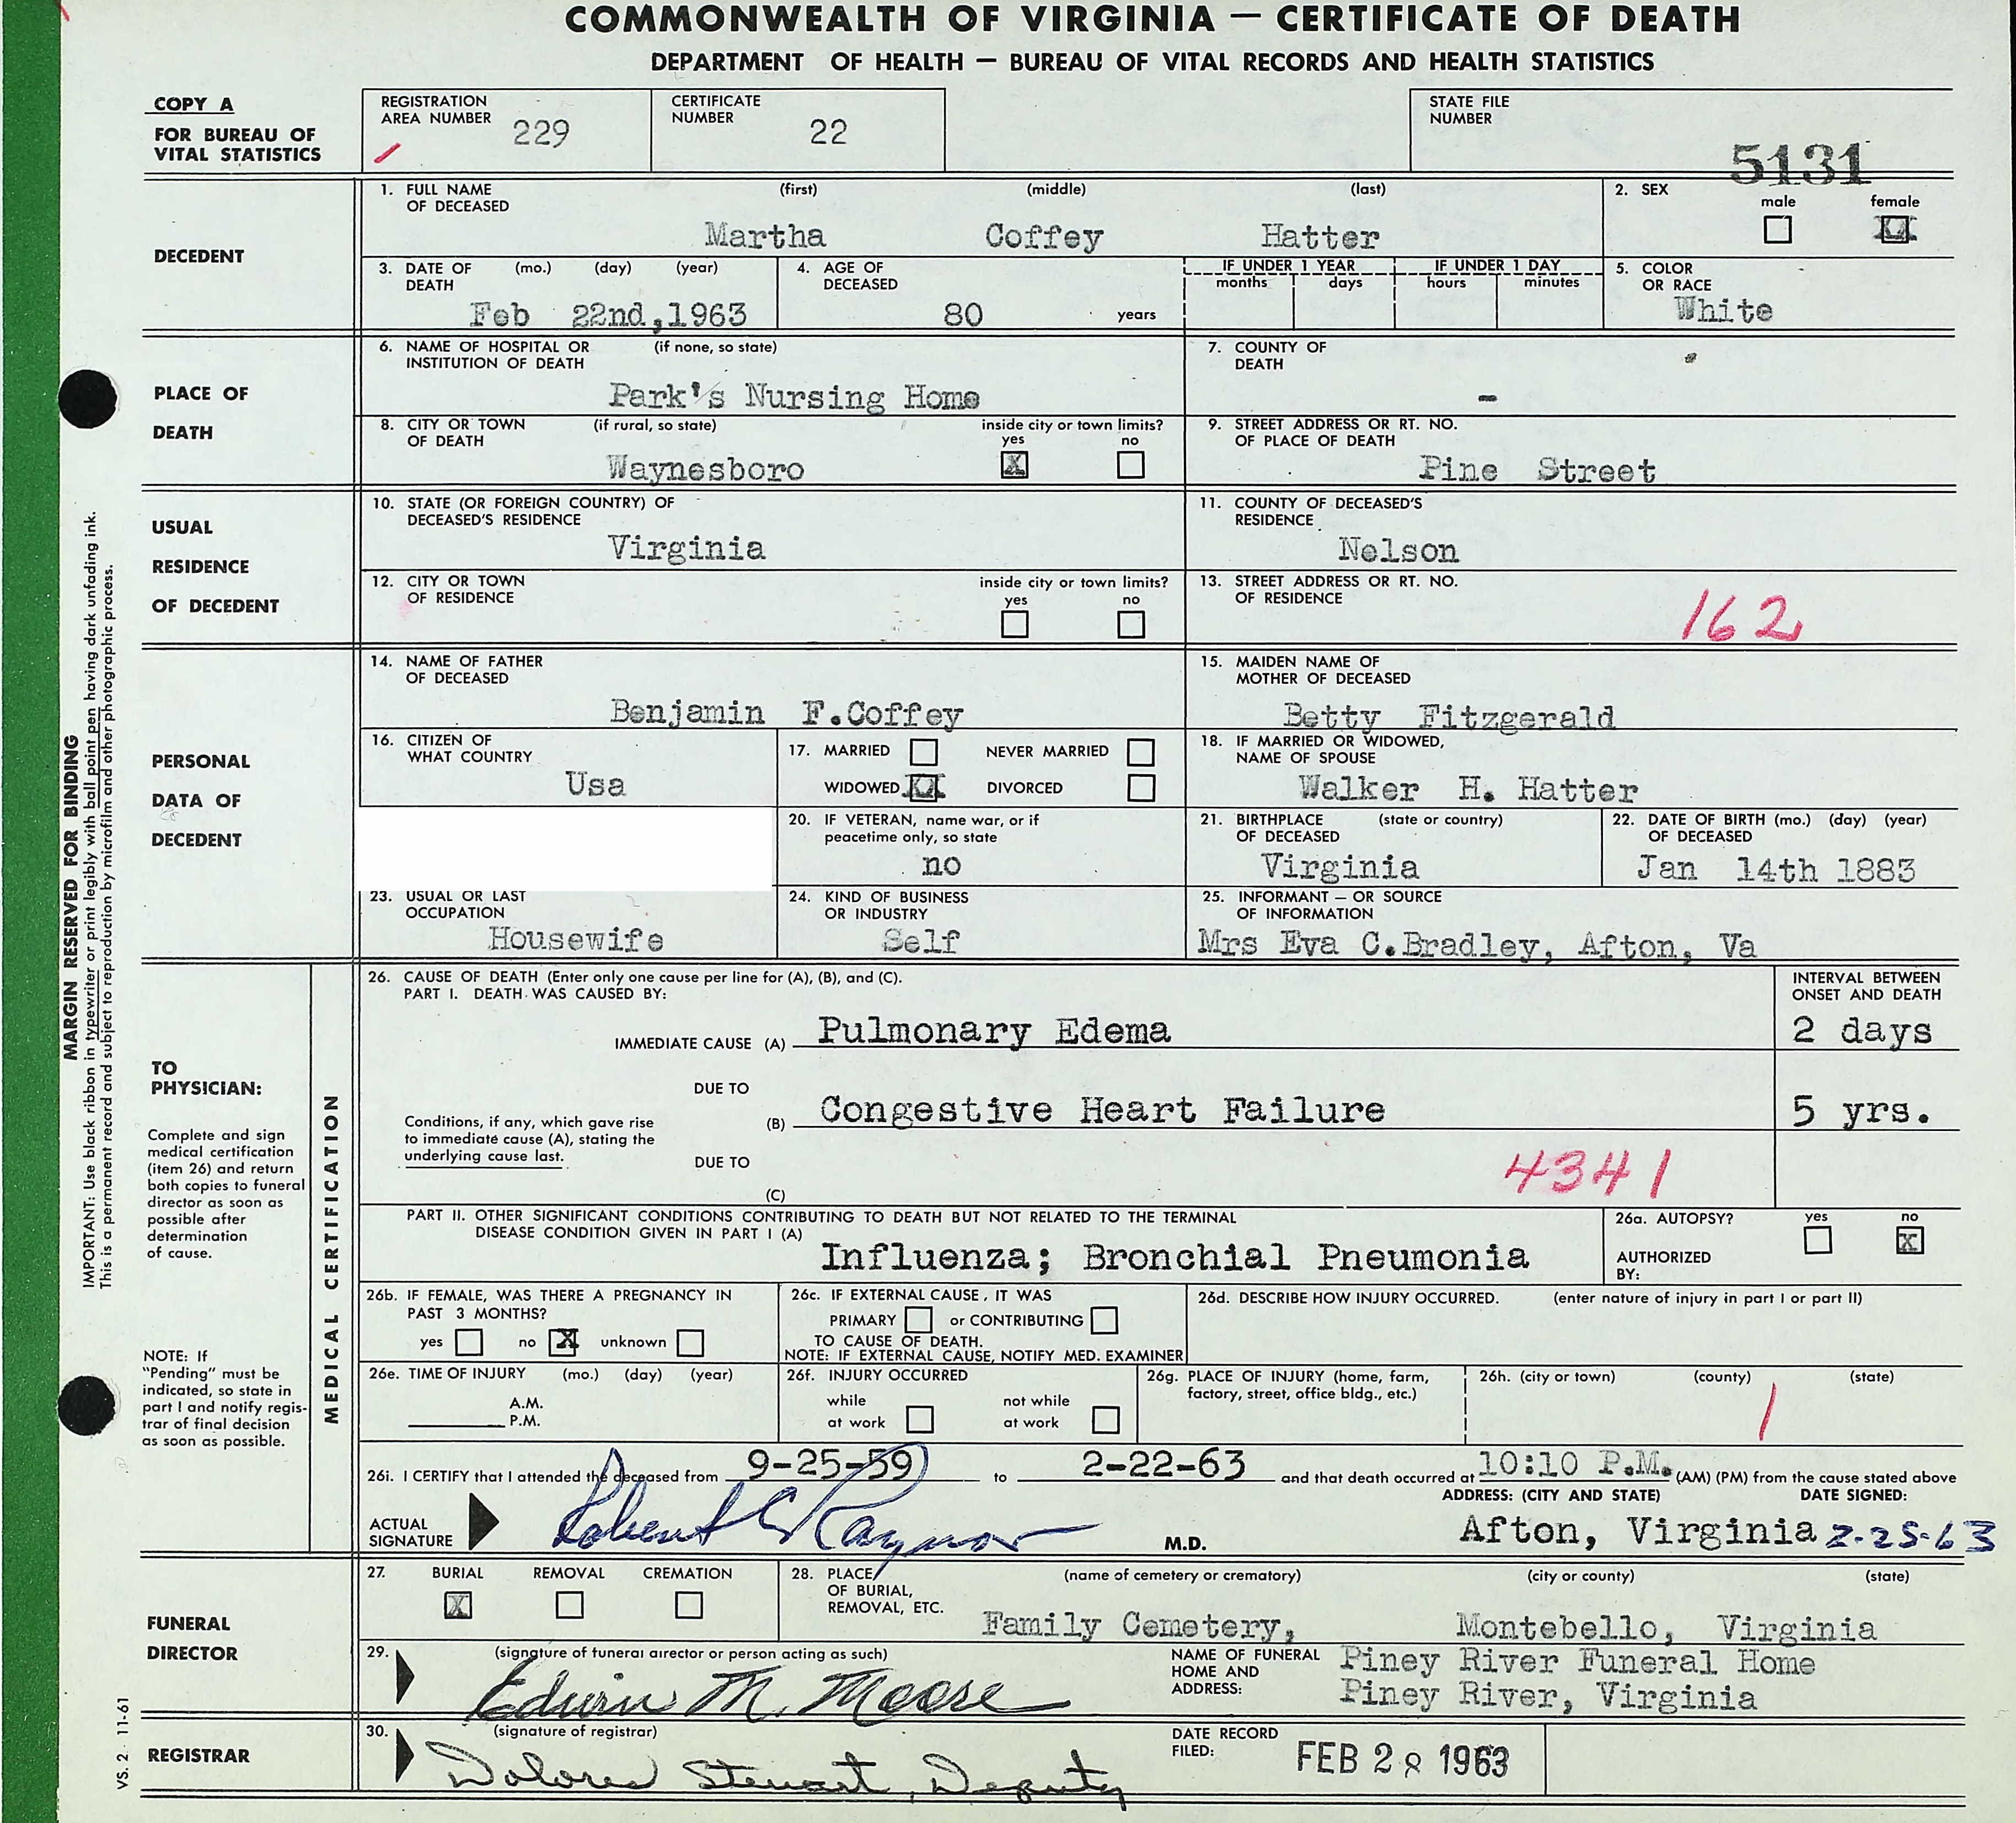 COMMONWEALTH OF VIRGINIA — CERTIFICATE OF DEATH
DEPARTMENT OF HEALTH — BUREAU OF VITAL RECORDS AND HEALTH STATISTICS
COPY A
FOR BUREAU OF
VITAL STATISTICS
REGISTRATION
AREA NUMBER 229
CERTIFICATE
NUMBER 22
STATE FILE
NUMBER
5131
DECEDENT
1. FULL NAME (first) (middle) (last)
OF DECEASED
Martha Coffey Hatter
2. SEX
male female
XX
3. DATE OF (mo.) (day) (year)
DEATH
Feb 22nd,1963
4. AGE OF
DECEASED
80 years
IF UNDER 1 YEAR IF UNDER 1 DAY
months days hours minutes
5. COLOR
OR RACE
White
PLACE OF
DEATH
6. NAME OF HOSPITAL OR (if none, so state)
INSTITUTION OF DEATH
Park's Nursing Home
7. COUNTY OF
DEATH
-
8. CITY OR TOWN (if rural, so state) inside city or town limits?
OF DEATH yes no
Waynesboro X
9. STREET ADDRESS OR RT. NO.
OF PLACE OF DEATH
Pine Street
USUAL
RESIDENCE
OF DECEDENT
10. STATE (OR FOREIGN COUNTRY) OF
DECEASED'S RESIDENCE
Virginia
11. COUNTY OF DECEASED'S
RESIDENCE
Nelson
12. CITY OR TOWN inside city or town limits?
OF RESIDENCE yes no
13. STREET ADDRESS OR RT. NO.
OF RESIDENCE
162
PERSONAL
DATA OF
DECEDENT
14. NAME OF FATHER
OF DECEASED
Benjamin F.Coffey
15. MAIDEN NAME OF
MOTHER OF DECEASED
Betty Fitzgerald
16. CITIZEN OF
WHAT COUNTRY
Usa
17. MARRIED NEVER MARRIED
WIDOWED XX DIVORCED
18. IF MARRIED OR WIDOWED,
NAME OF SPOUSE
Walker H. Hatter
20. IF VETERAN, name war, or if
peacetime only, so state
no
21. BIRTHPLACE (state or country)
OF DECEASED
Virginia
22. DATE OF BIRTH (mo.) (day) (year)
OF DECEASED
Jan 14th 1883
23. USUAL OR LAST
OCCUPATION
Housewife
24. KIND OF BUSINESS
OR INDUSTRY
Self
25. INFORMANT — OR SOURCE
OF INFORMATION
Mrs Eva C.Bradley, Afton, Va
MARGIN RESERVED FOR BINDING
IMPORTANT: Use black ribbon in typewriter or print legibly with ball point pen having dark unfading ink.
This is a permanent record and subject to reproduction by microfilm and other photographic process.
TO
PHYSICIAN:
Complete and sign
medical certification
(item 26) and return
both copies to funeral
director as soon as
possible after
determination
of cause.
NOTE: If
"Pending" must be
indicated, so state in
part I and notify regis-
trar of final decision
as soon as possible.
MEDICAL CERTIFICATION
26. CAUSE OF DEATH (Enter only one cause per line for (A), (B), and (C).
PART I. DEATH WAS CAUSED BY:
INTERVAL BETWEEN
ONSET AND DEATH
IMMEDIATE CAUSE (A) Pulmonary Edema 2 days
DUE TO
Conditions, if any, which gave rise
to immediate cause (A), stating the
underlying cause last.
(B) Congestive Heart Failure 5 yrs.
DUE TO
4341
(C)
PART II. OTHER SIGNIFICANT CONDITIONS CONTRIBUTING TO DEATH BUT NOT RELATED TO THE TERMINAL
DISEASE CONDITION GIVEN IN PART I (A)
Influenza; Bronchial Pneumonia
26a. AUTOPSY? yes no
X
AUTHORIZED
BY:
26b. IF FEMALE, WAS THERE A PREGNANCY IN
PAST 3 MONTHS?
yes no X unknown
26c. IF EXTERNAL CAUSE, IT WAS
PRIMARY or CONTRIBUTING
TO CAUSE OF DEATH.
NOTE: IF EXTERNAL CAUSE, NOTIFY MED. EXAMINER
26d. DESCRIBE HOW INJURY OCCURRED. (enter nature of injury in part I or part II)
26e. TIME OF INJURY (mo.) (day) (year)
A.M.
P.M.
26f. INJURY OCCURRED
while not while
at work at work
26g. PLACE OF INJURY (home, farm,
factory, street, office bldg., etc.)
26h. (city or town) (county) (state)
1
26i. I CERTIFY that I attended the deceased from 9-25-59 to 2-22-63 and that death occurred at 10:10 P.M. (AM) (PM) from the cause stated above
ADDRESS: (CITY AND STATE) DATE SIGNED:
ACTUAL
SIGNATURE
Robert C Raynor M.D.
Afton, Virginia 2-25-63
FUNERAL
DIRECTOR
27. BURIAL REMOVAL CREMATION
X
28. PLACE (name of cemetery or crematory) (city or county) (state)
OF BURIAL,
REMOVAL, ETC.
Family Cemetery, Montebello, Virginia
29. (signature of funeral director or person acting as such)
Edwin M. Moose
NAME OF FUNERAL
HOME AND
ADDRESS:
Piney River Funeral Home
Piney River, Virginia
REGISTRAR
30. (signature of registrar)
Dolores Stewart, Deputy
DATE RECORD
FILED:
FEB 28 1963
VS. 2 11-61